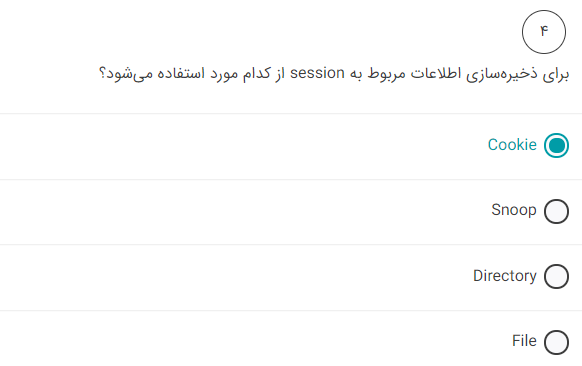 ۴
برای ذخیره‌سازی اطلاعات مربوط به session از کدام مورد استفاده می‌شود؟
Cookie
Snoop
Directory
File